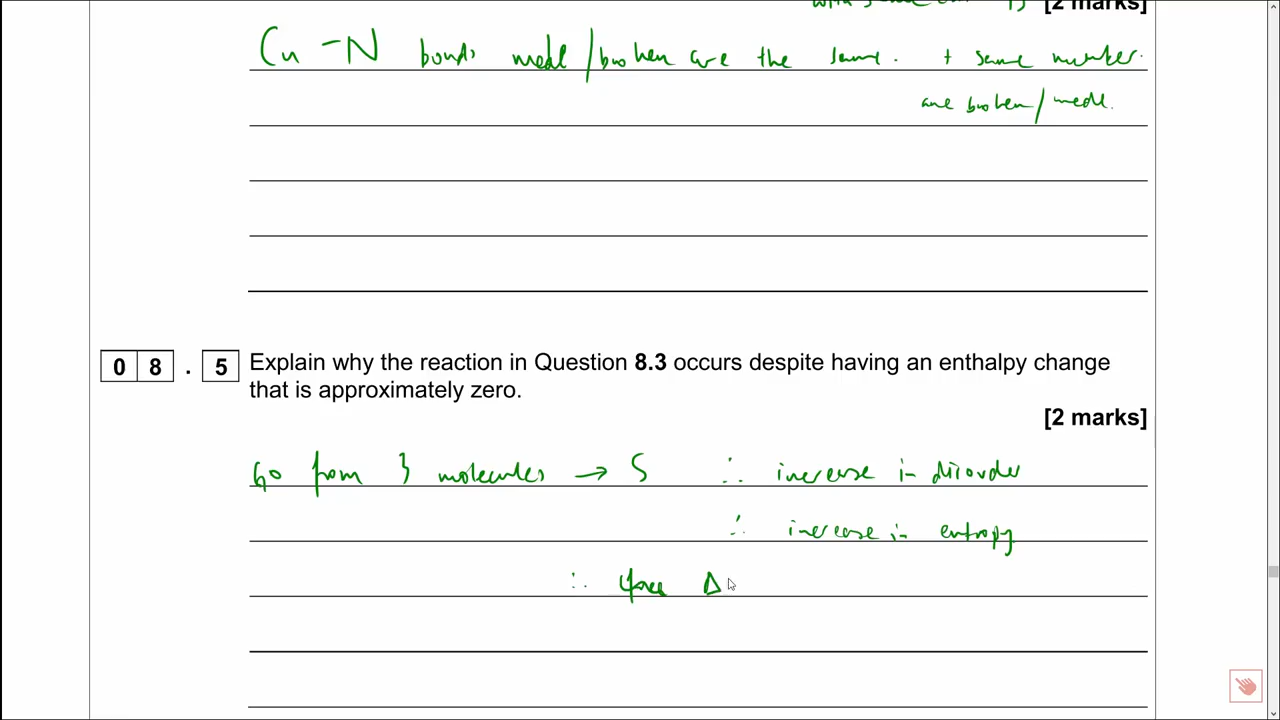 [2 marks]
Cu-N bonds made/broken are the same. + same number.
are broken/made.
08.5 Explain why the reaction in Question 8.3 occurs despite having an enthalpy change
that is approximately zero.
[2 marks]
Go from 3 molecules → 5 ∴ increase in disorder
∴ increase in entropy
∴ free Δ